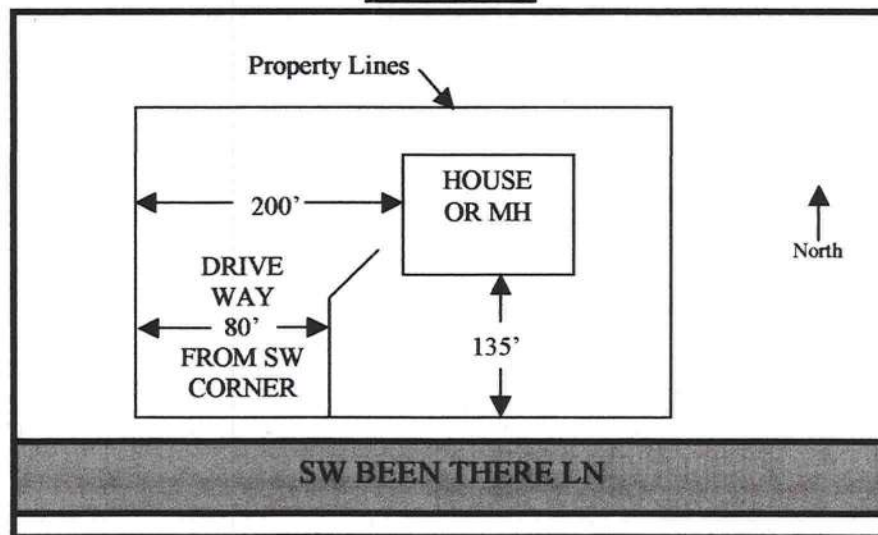 Property Lines
HOUSE
OR MH
200’
North
DRIVE
WAY
80’
FROM SW
CORNER
135’
SW BEEN THERE LN